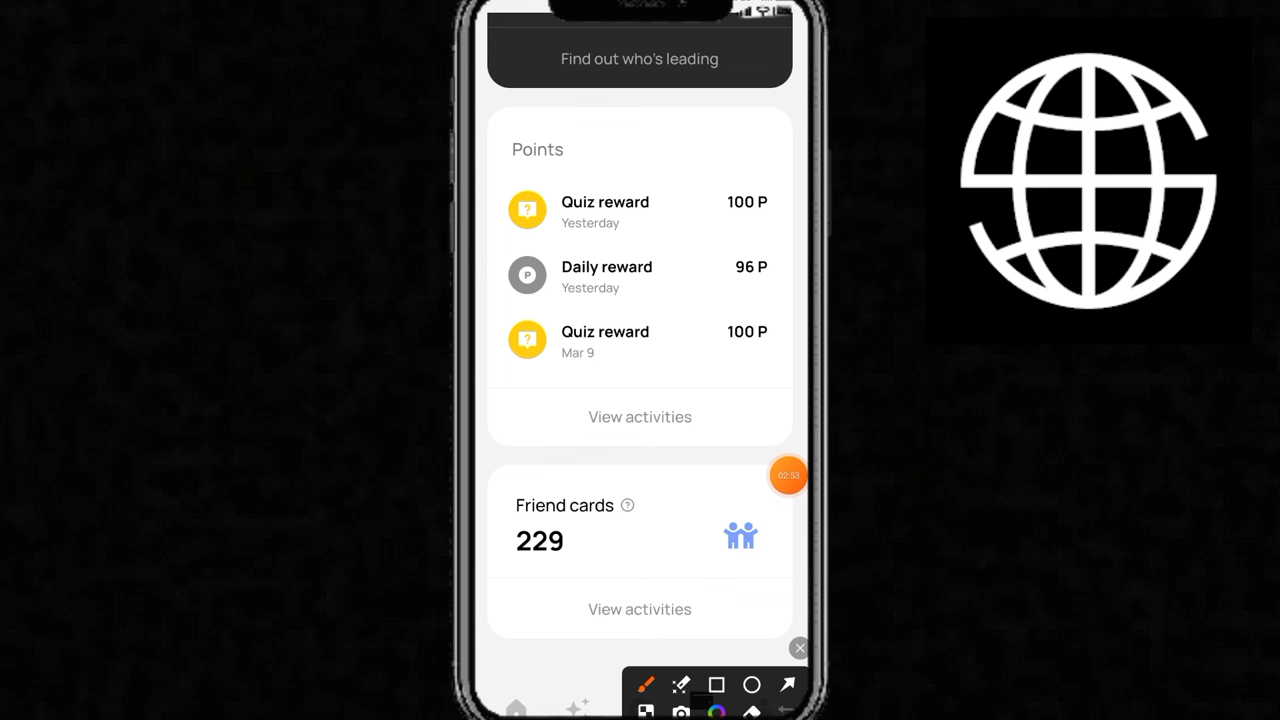 Find out who's leading
Points
Quiz reward
100 P
Yesterday
Daily reward
96 P
Yesterday
Quiz reward
100 P
Mar 9
View activities
02:53
Friend cards
229
View activities